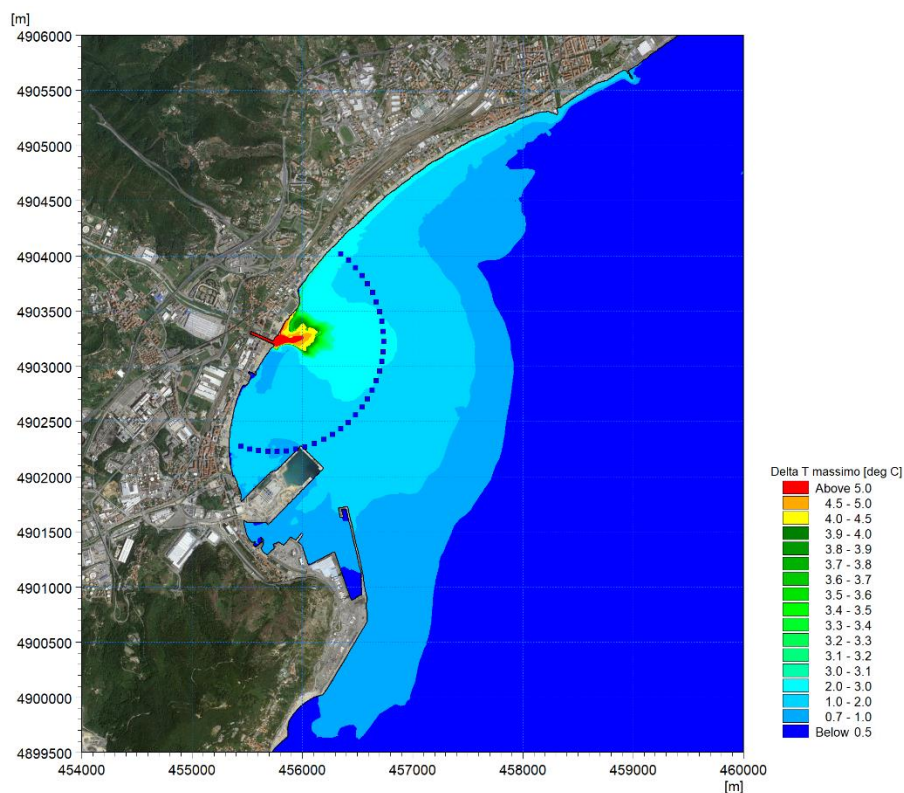 [m]
4906000
4905500
4905000
4904500
4904000
4903500
4903000
4902500
4902000
4901500
4901000
4900500
4900000
4899500
454000 455000 456000 457000 458000 459000 460000
[m]
Delta T massimo [deg C]
Above 5.0
4.5 - 5.0
4.0 - 4.5
3.9 - 4.0
3.8 - 3.9
3.7 - 3.8
3.6 - 3.7
3.5 - 3.6
3.4 - 3.5
3.3 - 3.4
3.2 - 3.3
3.1 - 3.2
3.0 - 3.1
2.0 - 3.0
1.0 - 2.0
0.7 - 1.0
Below 0.5